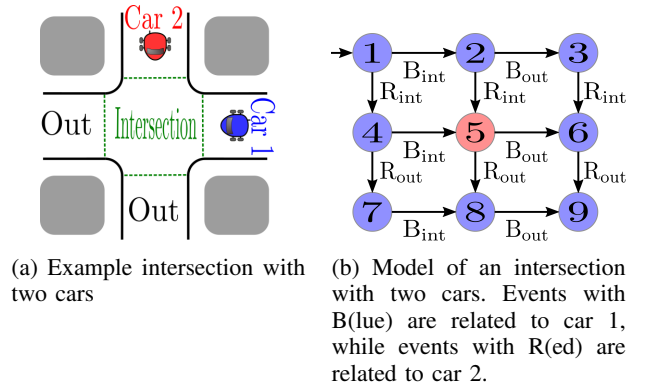 Car 2
Out
Intersection
Car 1
Out
(a) Example intersection with
two cars
1 B_int 2 B_out 3
R_int R_int R_int
4 B_int 5 B_out 6
R_out R_out R_out
7 B_int 8 B_out 9
(b) Model of an intersection
with two cars. Events with
B(lue) are related to car 1,
while events with R(ed) are
related to car 2.